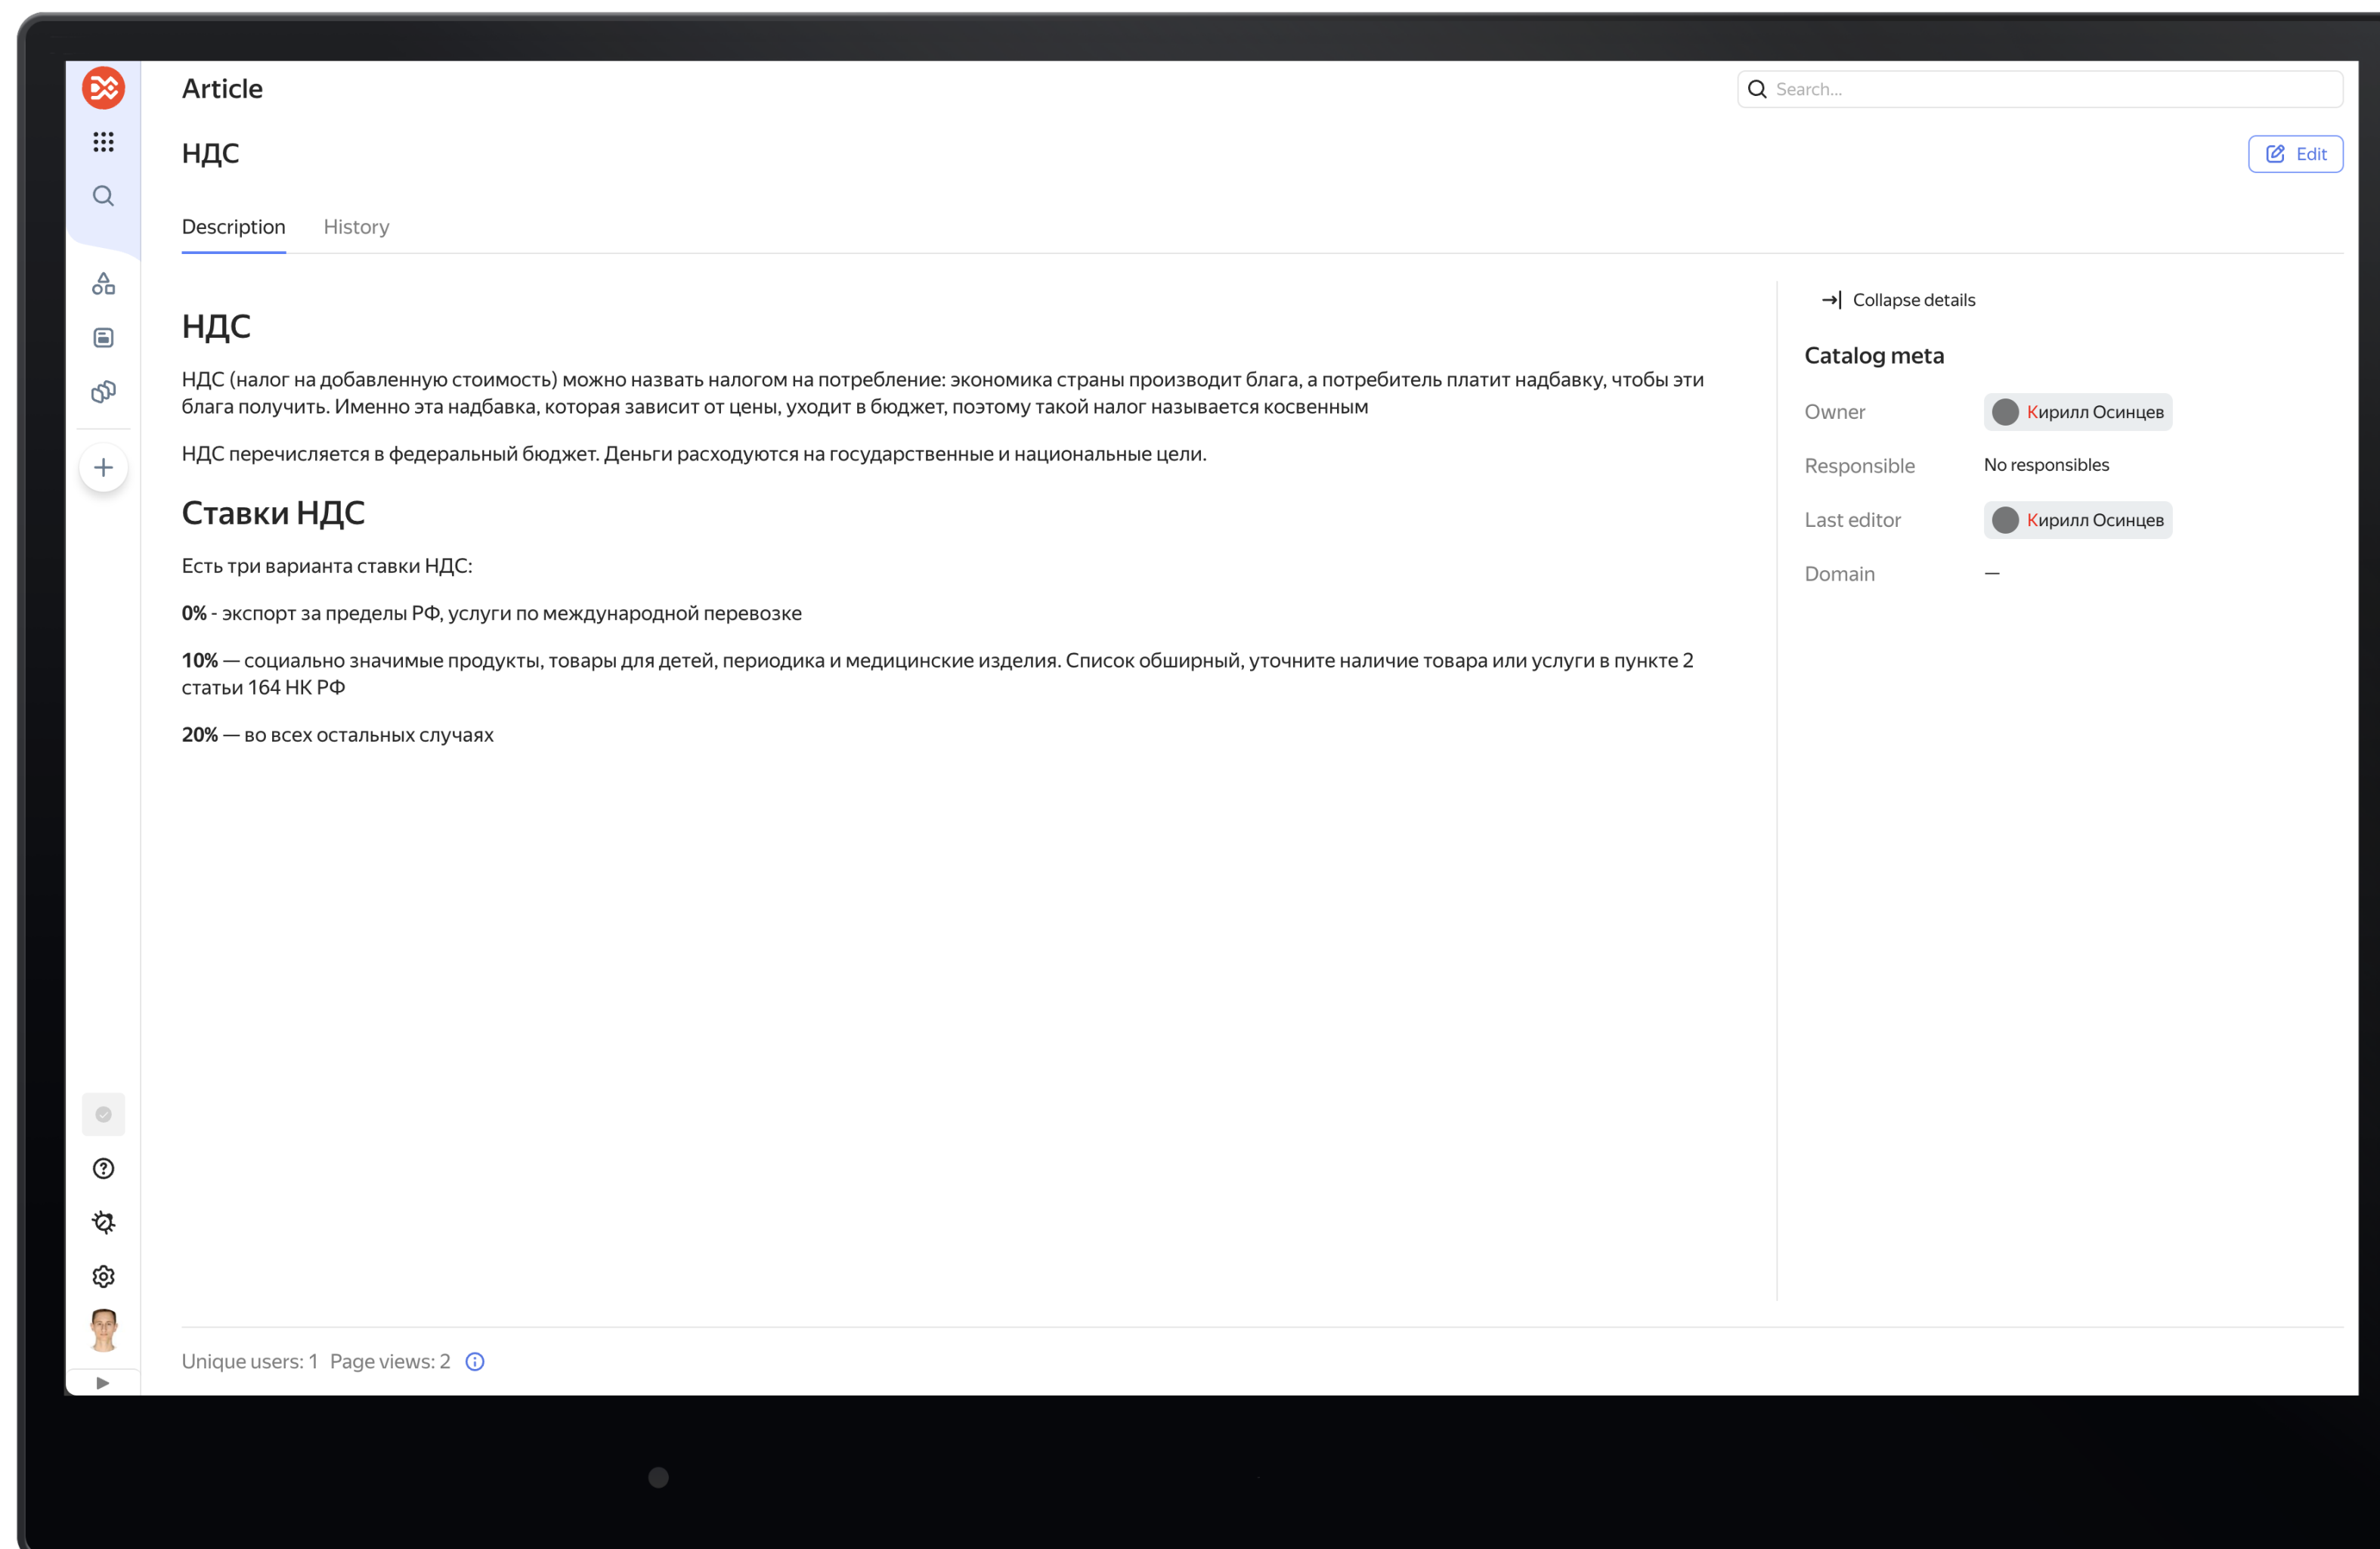 Article
Search...
НДС
Edit
Description
History
НДС
НДС (налог на добавленную стоимость) можно назвать налогом на потребление: экономика страны производит блага, а потребитель платит надбавку, чтобы эти
блага получить. Именно эта надбавка, которая зависит от цены, уходит в бюджет, поэтому такой налог называется косвенным
НДС перечисляется в федеральный бюджет. Деньги расходуются на государственные и национальные цели.
Ставки НДС
Есть три варианта ставки НДС:
0% - экспорт за пределы РФ, услуги по международной перевозке
10% — социально значимые продукты, товары для детей, периодика и медицинские изделия. Список обширный, уточните наличие товара или услуги в пункте 2
статьи 164 НК РФ
20% — во всех остальных случаях
Collapse details
Catalog meta
Owner Кирилл Осинцев
Responsible No responsibles
Last editor Кирилл Осинцев
Domain —
Unique users: 1 Page views: 2